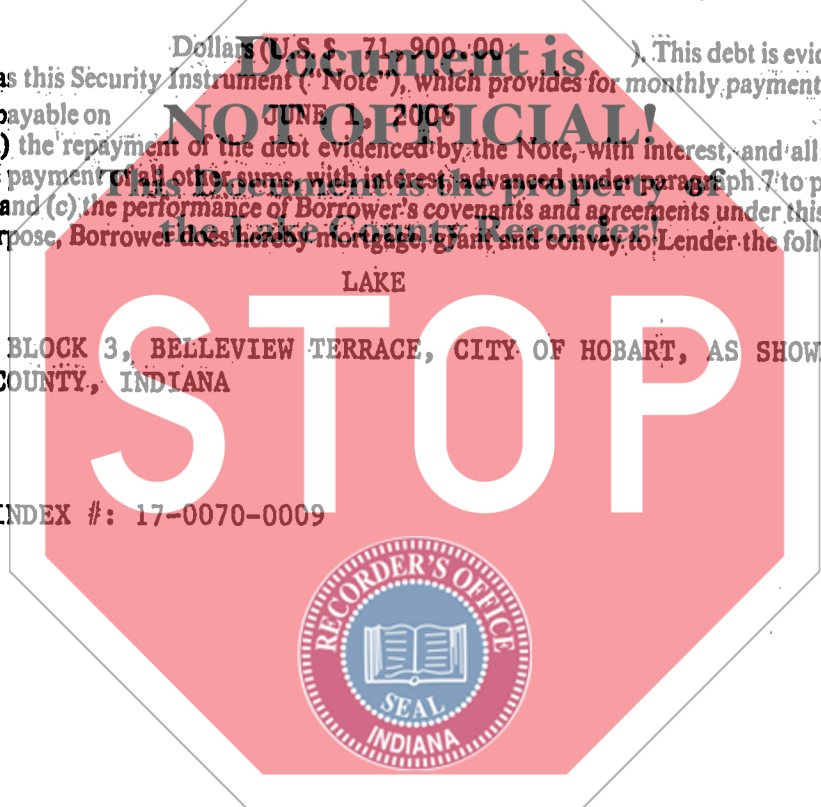 Dollars (U.S. $ 71,900.00 ). This debt is evid
as this Security Instrument ("Note"), which provides for monthly payment
payable on JUNE 1, 2006
) the repayment of the debt evidenced by the Note, with interest, and all
payment of all other sums, with interest, advanced under paragraph 7 to p
and (c) the performance of Borrower's covenants and agreements under this
rpose, Borrower does hereby mortgage, grant and convey to Lender the foll
Document is
NOT OFFICIAL!
This Document is the property of
the Lake County Recorder!
LAKE
BLOCK 3, BELLEVIEW TERRACE, CITY OF HOBART, AS SHOW
COUNTY, INDIANA
STOP
INDEX #: 17-0070-0009
RECORDER'S OFFICE
SEAL
INDIANA